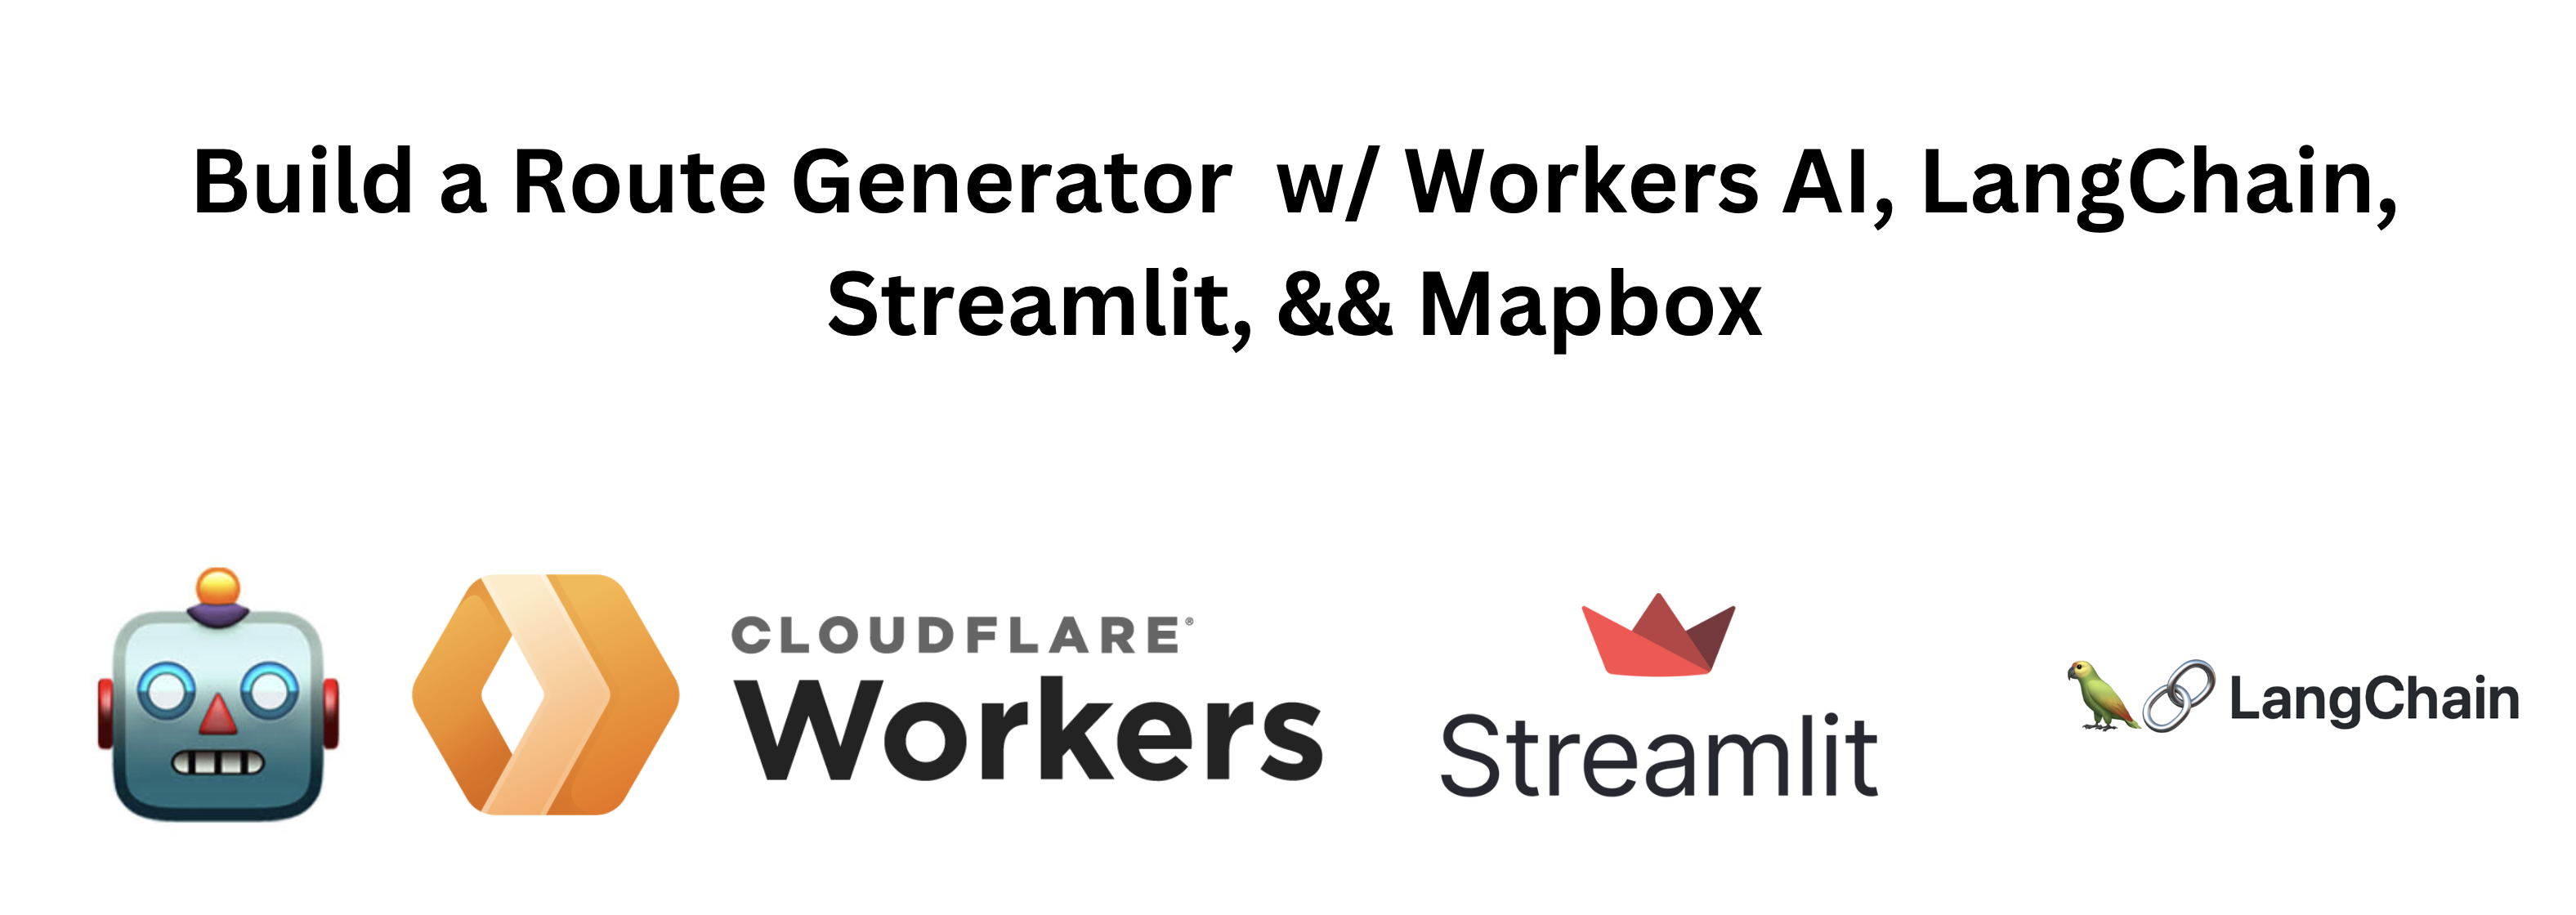 Build a Route Generator  w/ Workers AI, LangChain,
Streamlit, && Mapbox
CLOUDFLARE®
Workers
Streamlit
LangChain